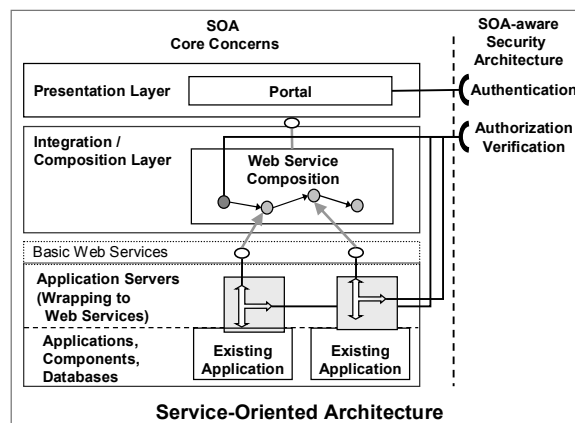 SOA
Core Concerns
SOA-aware
Security
Architecture
Presentation Layer
Portal
Authentication
Integration /
Composition Layer
Web Service
Composition
Authorization
Verification
Basic Web Services
Application Servers
(Wrapping to
Web Services)
Applications,
Components,
Databases
Existing
Application
Existing
Application
Service-Oriented Architecture